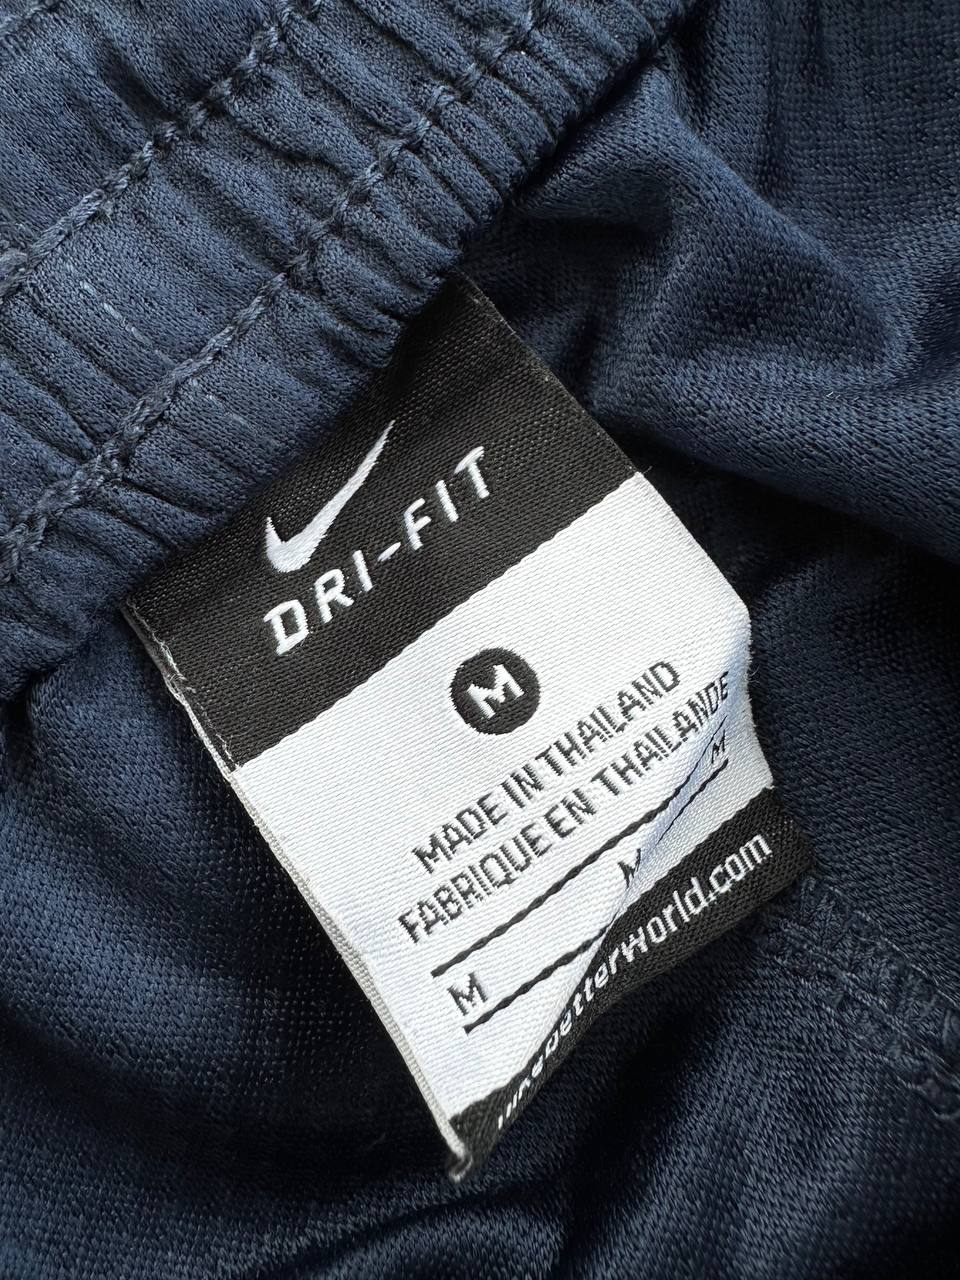 DRI-FIT
M
MADE IN THAILAND
FABRIQUE EN THAILANDE
M M M
nikebetterworld.com